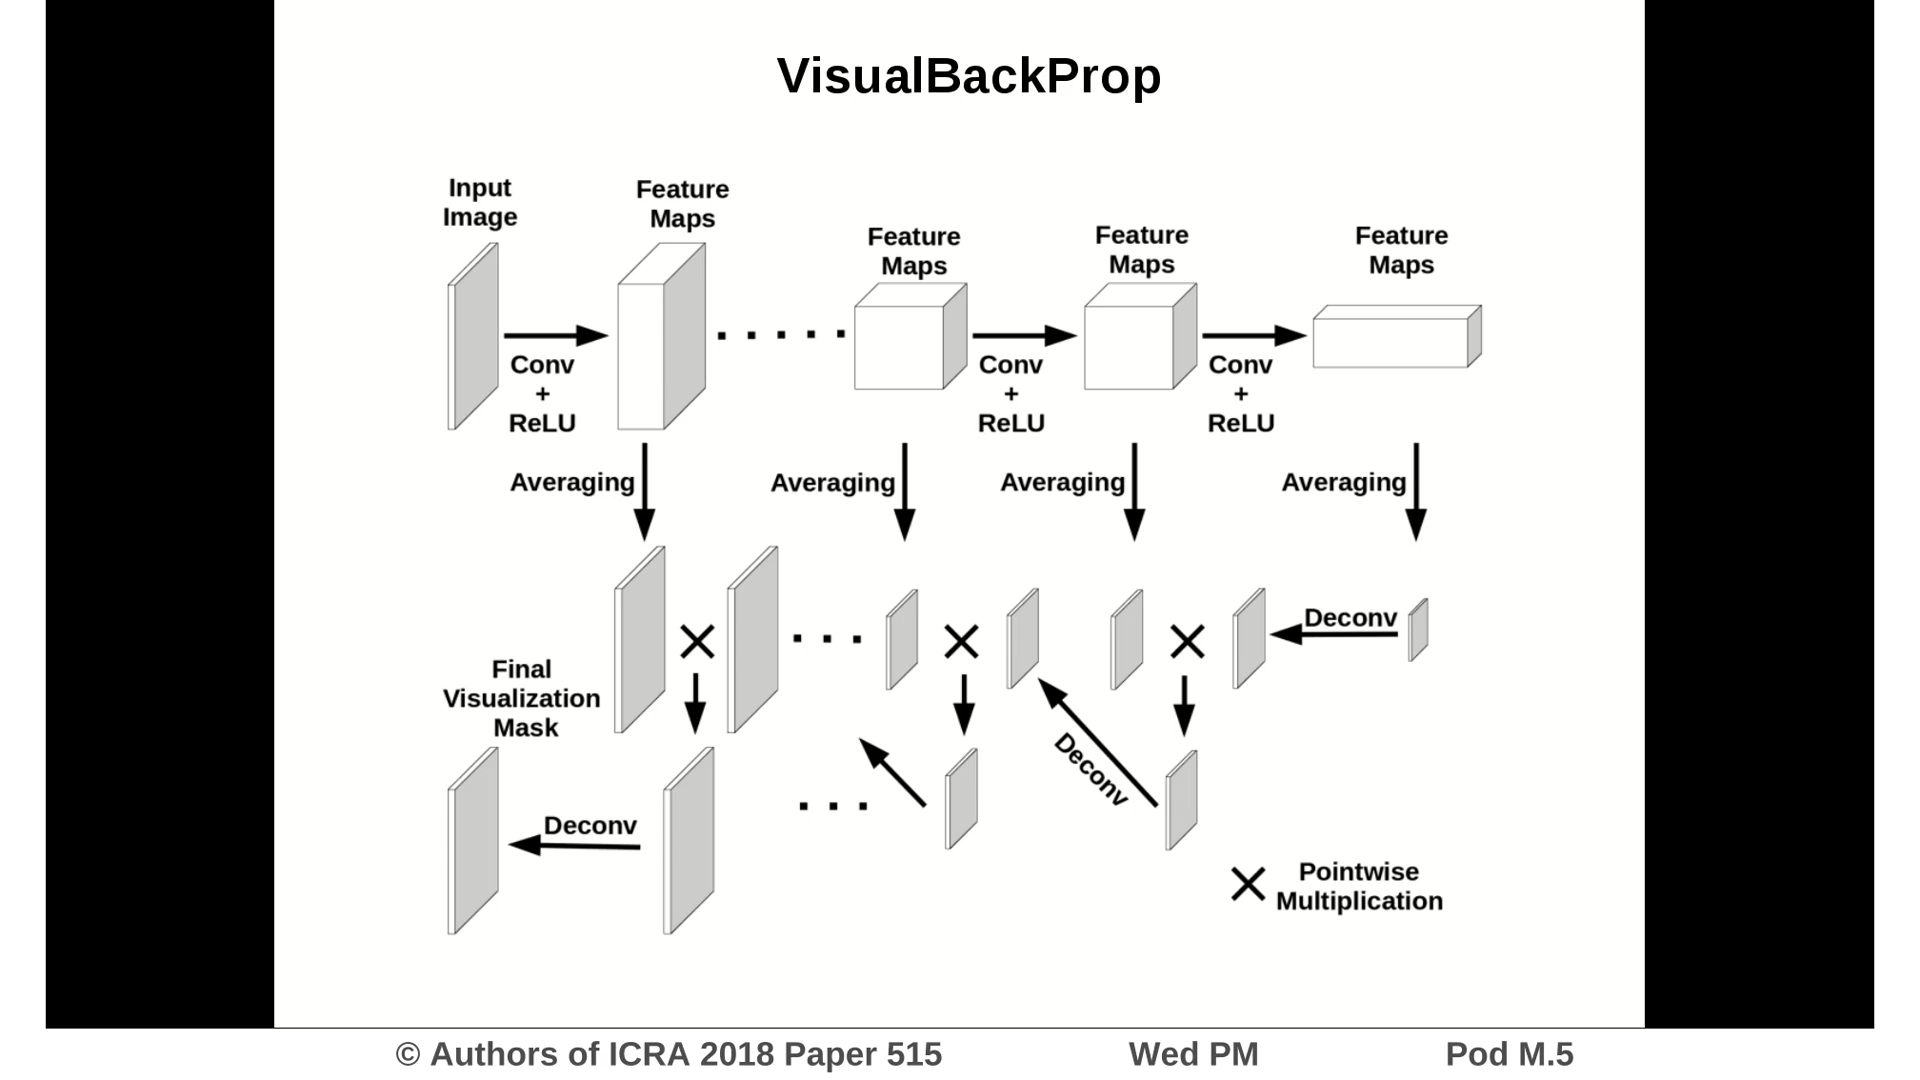 VisualBackProp
Input
Image
Feature
Maps
Feature
Maps
Feature
Maps
Feature
Maps
Conv
+
ReLU
Conv
+
ReLU
Conv
+
ReLU
Averaging
Averaging
Averaging
Averaging
Deconv
Final
Visualization
Mask
Deconv
Deconv
Pointwise
Multiplication
© Authors of ICRA 2018 Paper 515
Wed PM
Pod M.5